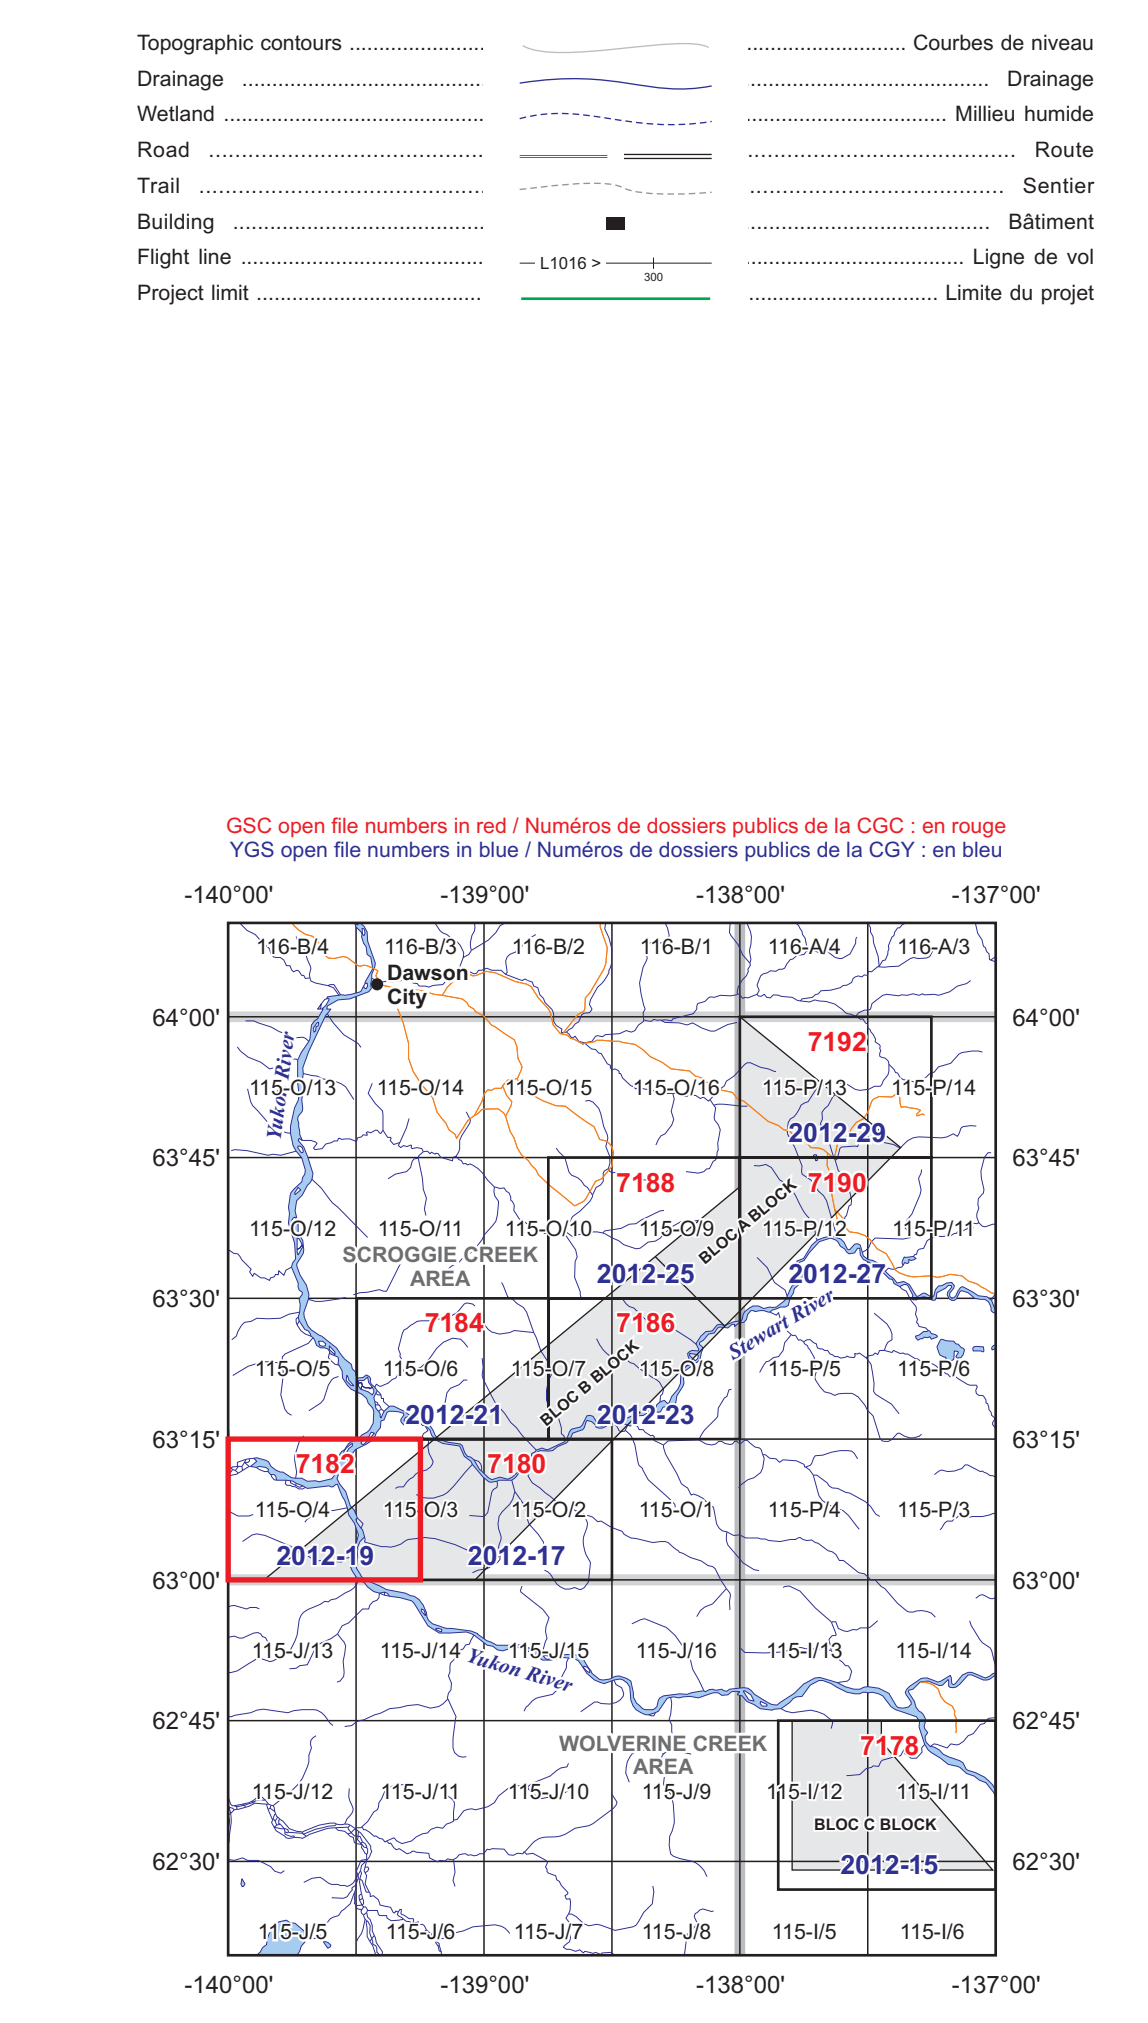 Topographic contours ...................... .......................... Courbes de niveau
Drainage ........................................ ........................................ Drainage
Wetland ........................................... ................................. Millieu humide
Road ............................................. ............................................ Route
Trail ............................................... .......................................... Sentier
Building .......................................... ........................................ Bâtiment
Flight line ........................................ L1016 > 300 .................................... Ligne de vol
Project limit ..................................... ............................... Limite du projet
GSC open file numbers in red / Numéros de dossiers publics de la CGC : en rouge
YGS open file numbers in blue / Numéros de dossiers publics de la CGY : en bleu
-140°00' -139°00' -138°00' -137°00'
116-B/4 116-B/3 116-B/2 116-B/1 116-A/4 116-A/3
Dawson
City
64°00' 64°00'
7192
Yukon River
115-O/13 115-O/14 115-O/15 115-O/16 115-P/13 115-P/14
2012-29
63°45' 63°45'
7188 7190
BLOC A BLOCK
115-O/12 115-O/11 115-O/10 115-O/9 115-P/12 115-P/11
SCROGGIE CREEK
AREA
2012-25 2012-27
63°30' 63°30'
7184 7186
Stewart River
115-O/5 115-O/6 115-O/7 115-O/8 115-P/5 115-P/6
BLOC B BLOCK
2012-21 2012-23
63°15' 63°15'
7182 7180
115-O/4 115-O/3 115-O/2 115-O/1 115-P/4 115-P/3
2012-19 2012-17
63°00' 63°00'
115-J/13 115-J/14 115-J/15 115-J/16 115-I/13 115-I/14
Yukon River
62°45' 62°45'
WOLVERINE CREEK
AREA
7178
115-J/12 115-J/11 115-J/10 115-J/9 115-I/12 115-I/11
BLOC C BLOCK
62°30' 2012-15 62°30'
115-J/5 115-J/6 115-J/7 115-J/8 115-I/5 115-I/6
-140°00' -139°00' -138°00' -137°00'